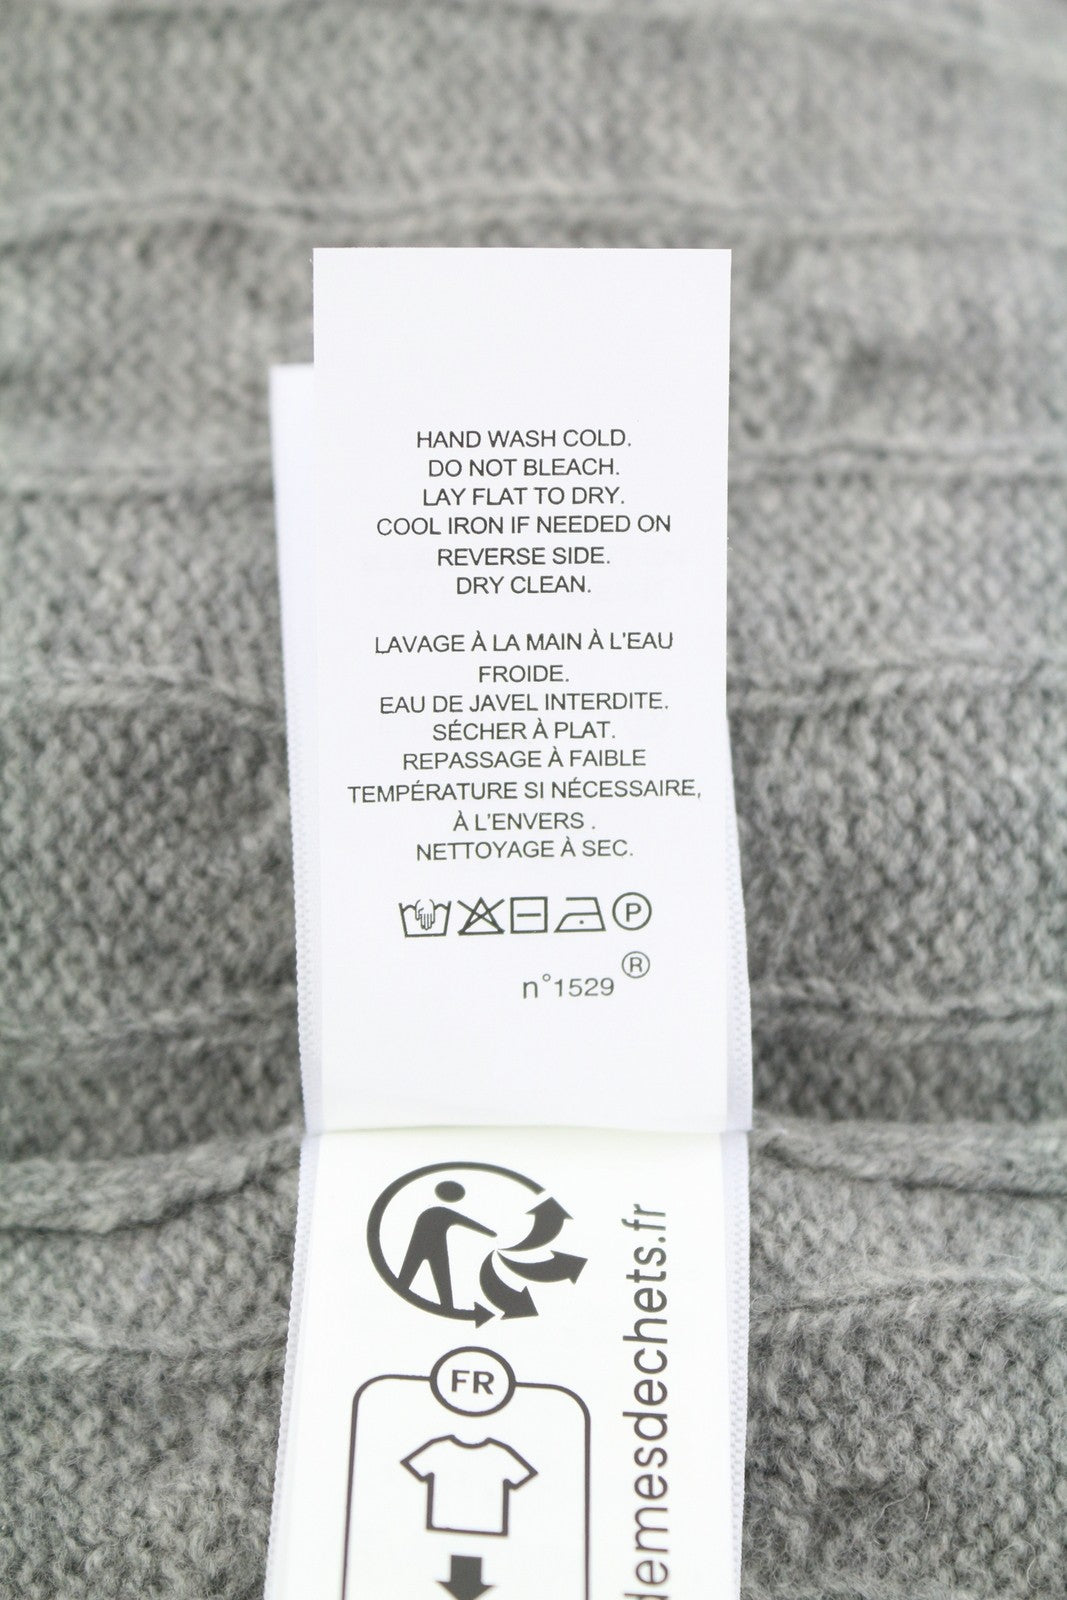 HAND WASH COLD.
DO NOT BLEACH.
LAY FLAT TO DRY.
COOL IRON IF NEEDED ON
REVERSE SIDE.
DRY CLEAN.
LAVAGE À LA MAIN À L'EAU
FROIDE.
EAU DE JAVEL INTERDITE.
SÉCHER À PLAT.
REPASSAGE À FAIBLE
TEMPÉRATURE SI NÉCESSAIRE,
À L'ENVERS .
NETTOYAGE À SEC.
P
n°1529 ®
FR
demesdechets.fr